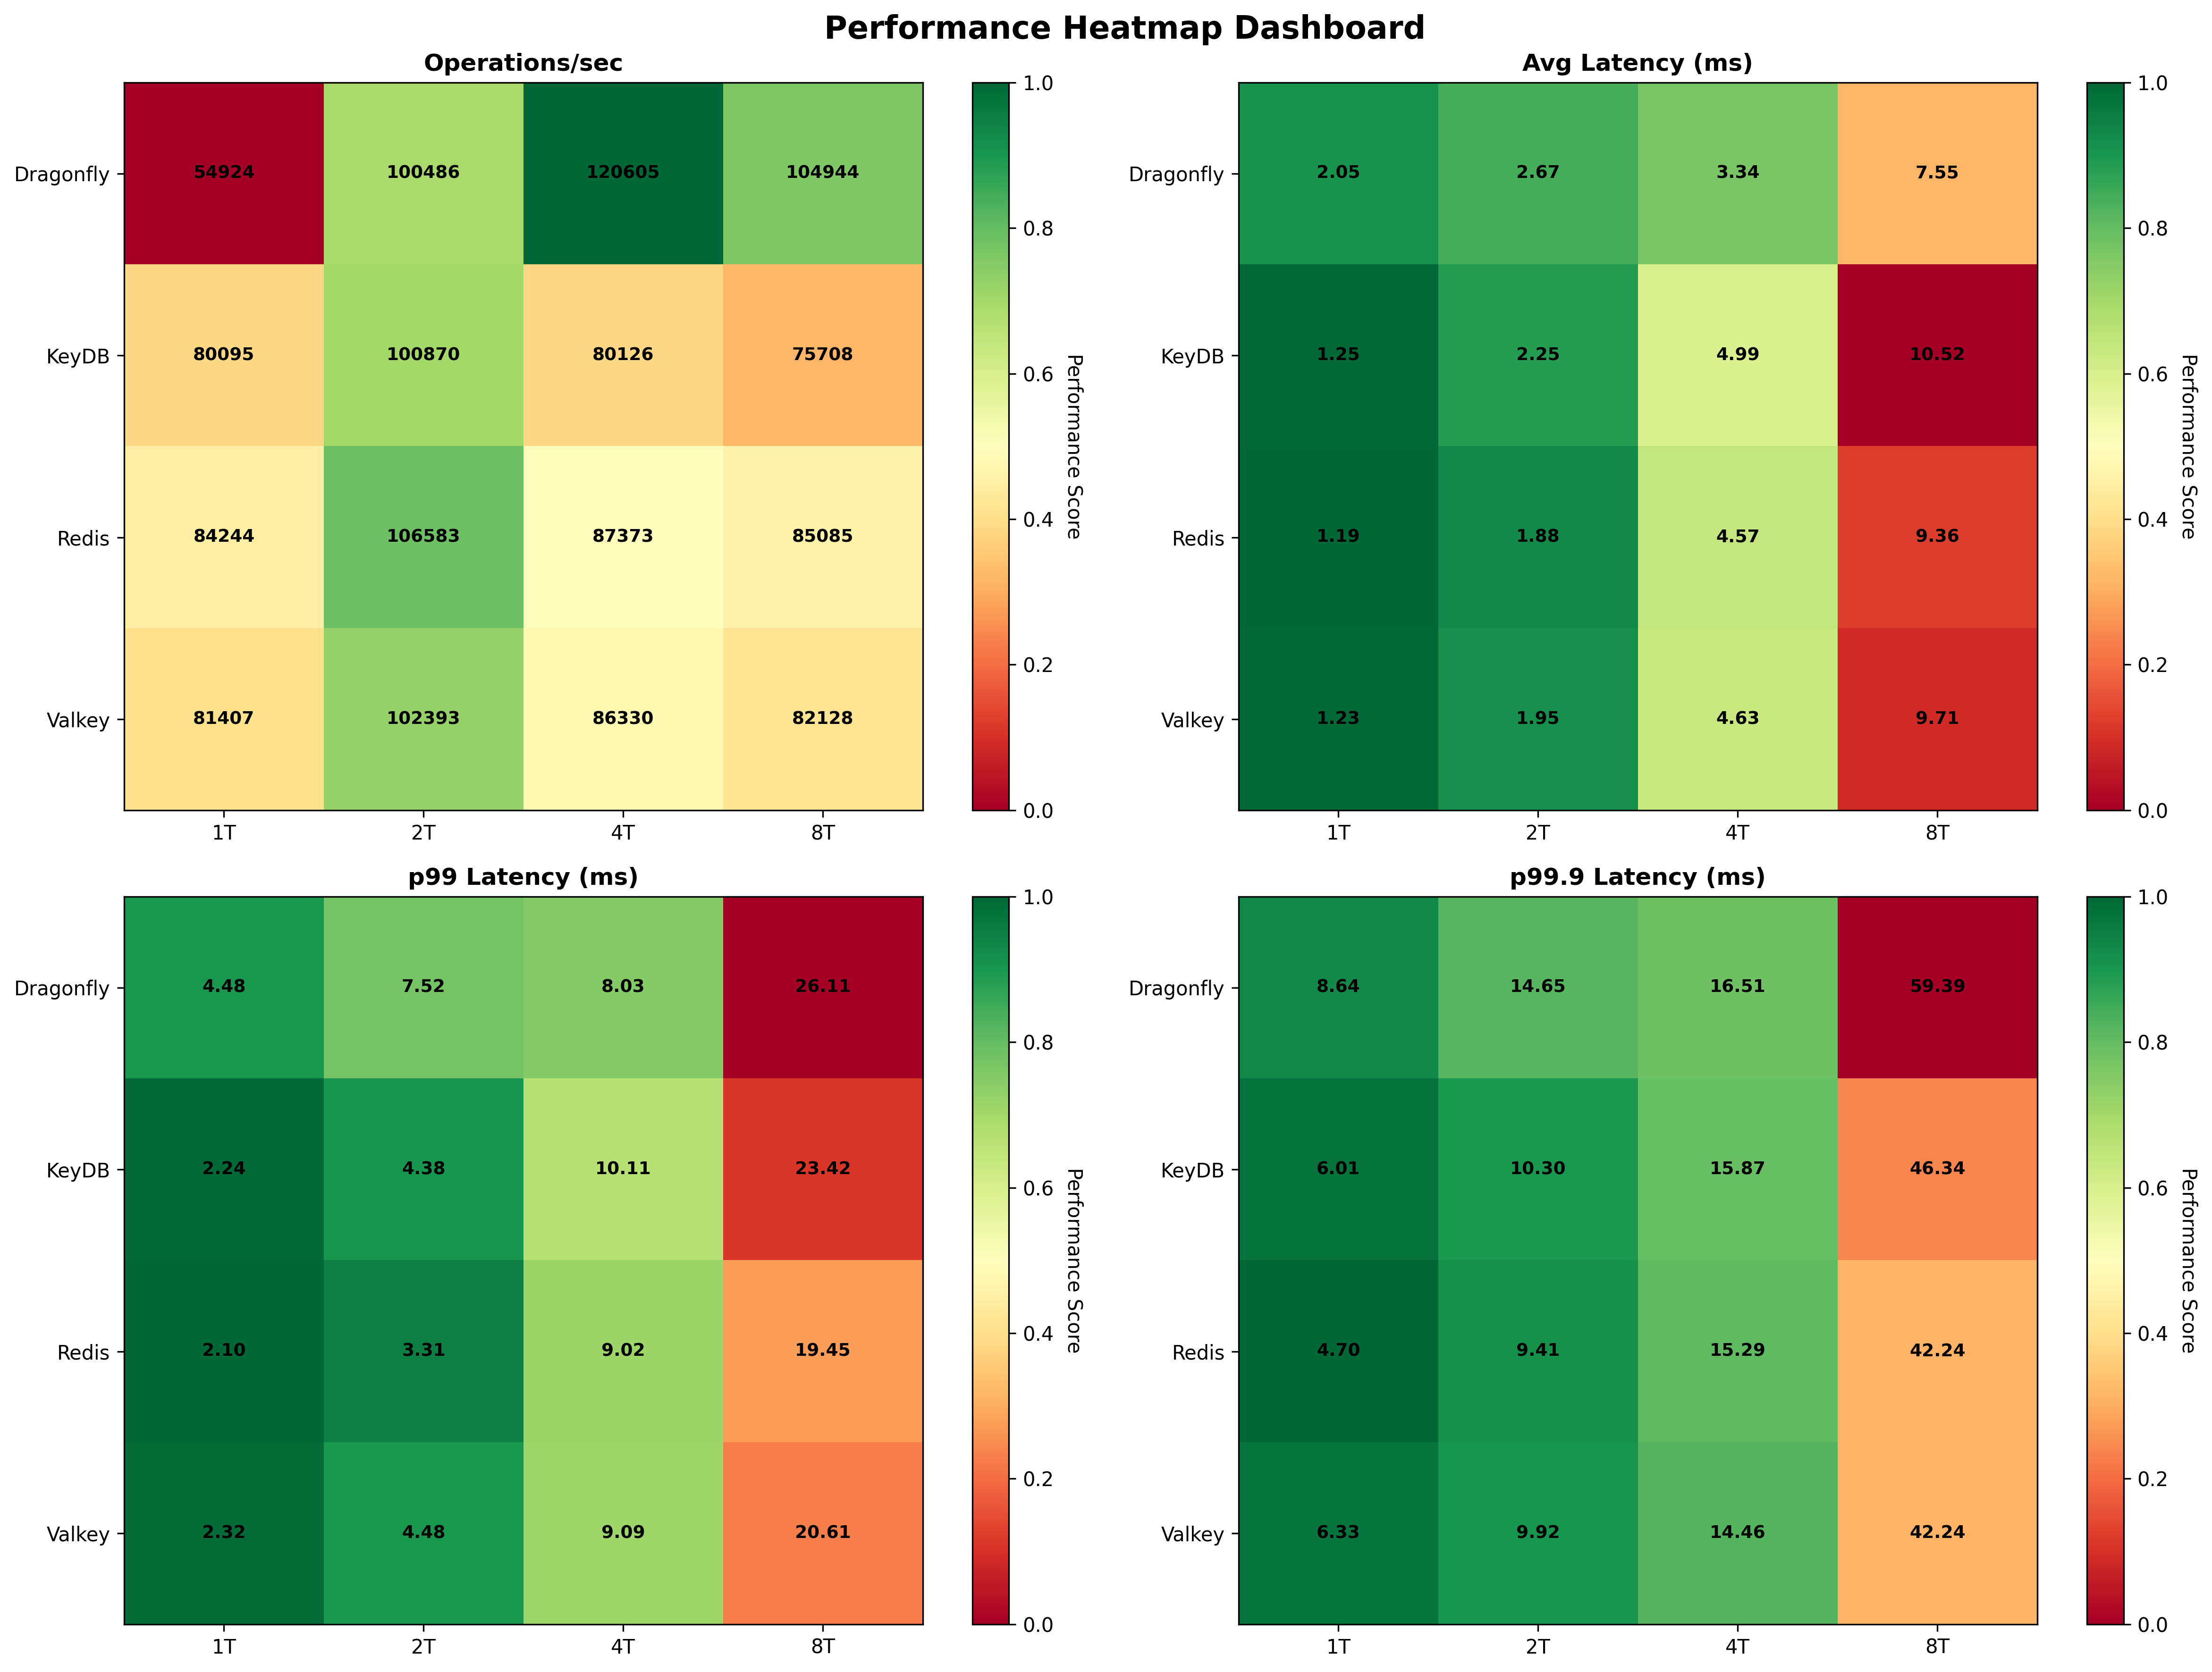 Performance Heatmap Dashboard
Operations/sec
Dragonfly 54924 100486 120605 104944
KeyDB 80095 100870 80126 75708
Redis 84244 106583 87373 85085
Valkey 81407 102393 86330 82128
1T 2T 4T 8T
1.0
0.8
0.6
0.4
0.2
0.0
Performance Score
Avg Latency (ms)
Dragonfly 2.05 2.67 3.34 7.55
KeyDB 1.25 2.25 4.99 10.52
Redis 1.19 1.88 4.57 9.36
Valkey 1.23 1.95 4.63 9.71
1T 2T 4T 8T
1.0
0.8
0.6
0.4
0.2
0.0
Performance Score
p99 Latency (ms)
Dragonfly 4.48 7.52 8.03 26.11
KeyDB 2.24 4.38 10.11 23.42
Redis 2.10 3.31 9.02 19.45
Valkey 2.32 4.48 9.09 20.61
1T 2T 4T 8T
1.0
0.8
0.6
0.4
0.2
0.0
Performance Score
p99.9 Latency (ms)
Dragonfly 8.64 14.65 16.51 59.39
KeyDB 6.01 10.30 15.87 46.34
Redis 4.70 9.41 15.29 42.24
Valkey 6.33 9.92 14.46 42.24
1T 2T 4T 8T
1.0
0.8
0.6
0.4
0.2
0.0
Performance Score